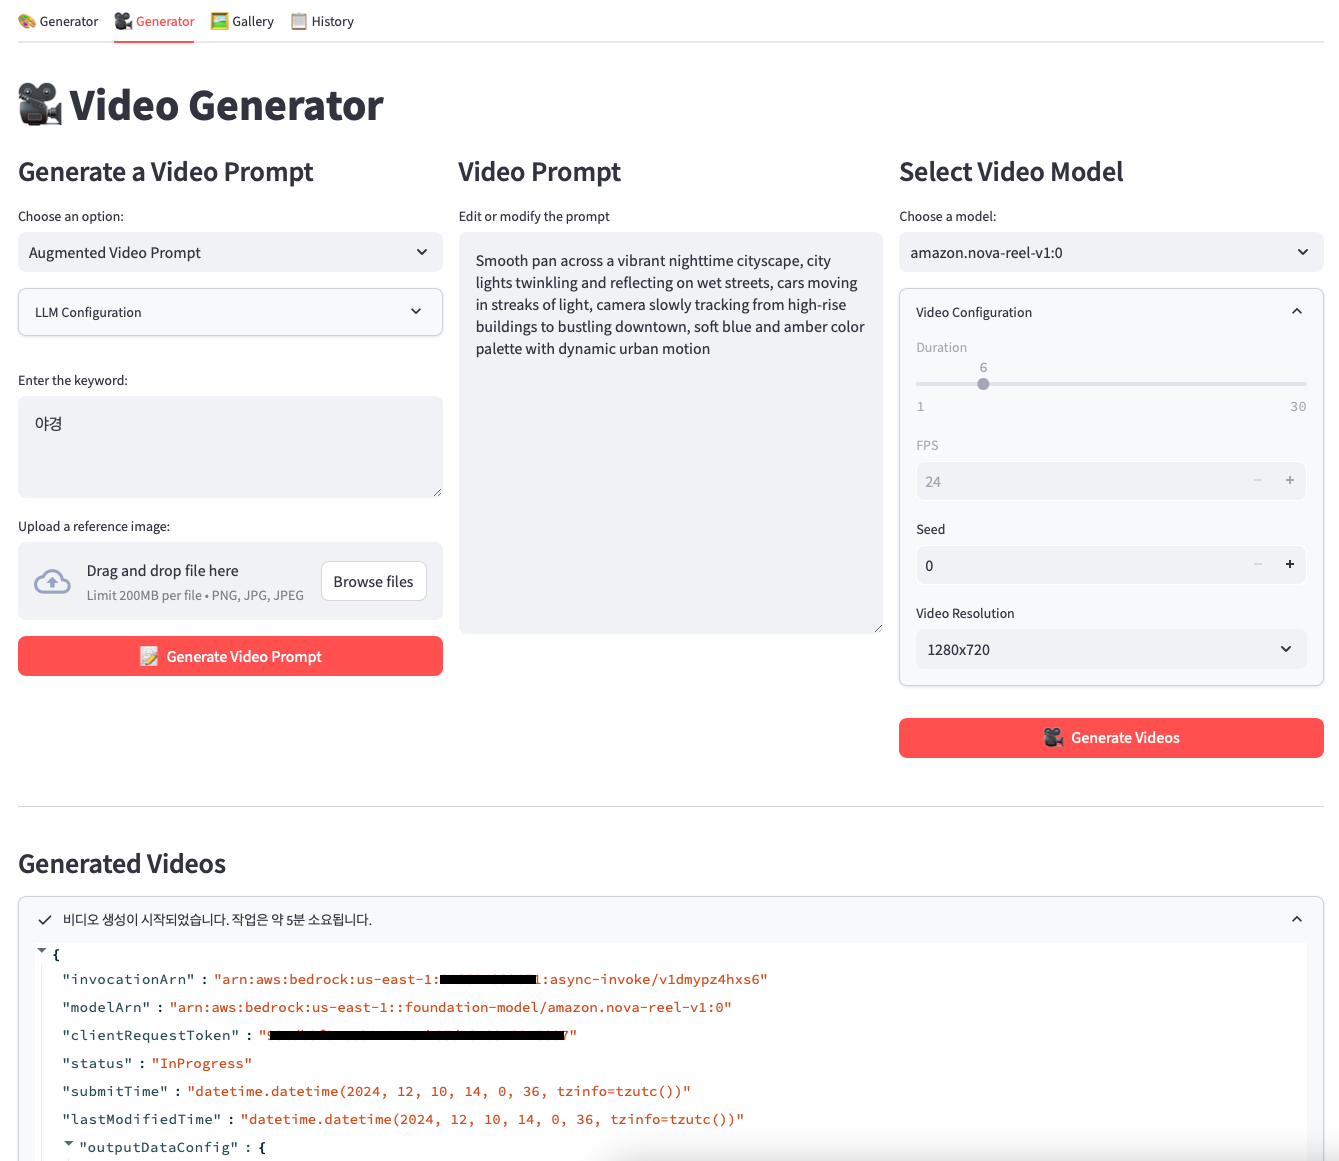 Generator Generator Gallery History
Video Generator
Generate a Video Prompt
Choose an option:
Augmented Video Prompt
LLM Configuration
Enter the keyword:
야경
Upload a reference image:
Drag and drop file here
Limit 200MB per file • PNG, JPG, JPEG
Browse files
Generate Video Prompt
Video Prompt
Edit or modify the prompt
Smooth pan across a vibrant nighttime cityscape, city
lights twinkling and reflecting on wet streets, cars moving
in streaks of light, camera slowly tracking from high-rise
buildings to bustling downtown, soft blue and amber color
palette with dynamic urban motion
Select Video Model
Choose a model:
amazon.nova-reel-v1:0
Video Configuration
Duration
6
1 30
FPS
24
Seed
0
Video Resolution
1280x720
Generate Videos
Generated Videos
비디오 생성이 시작되었습니다. 작업은 약 5분 소요됩니다.
{
"invocationArn" : "arn:aws:bedrock:us-east-1: :async-invoke/v1dmypz4hxs6"
"modelArn" : "arn:aws:bedrock:us-east-1::foundation-model/amazon.nova-reel-v1:0"
"clientRequestToken" : " "
"status" : "InProgress"
"submitTime" : "datetime.datetime(2024, 12, 10, 14, 0, 36, tzinfo=tzutc())"
"lastModifiedTime" : "datetime.datetime(2024, 12, 10, 14, 0, 36, tzinfo=tzutc())"
"outputDataConfig" : {